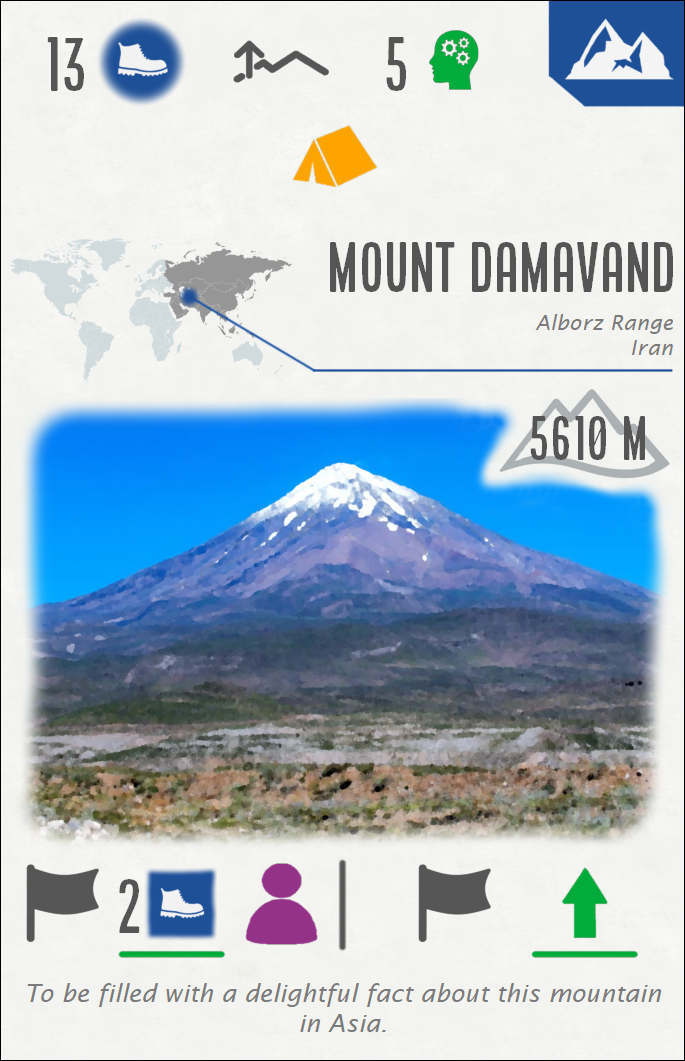 13 5
MOUNT DAMAVAND
Alborz Range
Iran
5610 M
2
To be filled with a delightful fact about this mountain
in Asia.